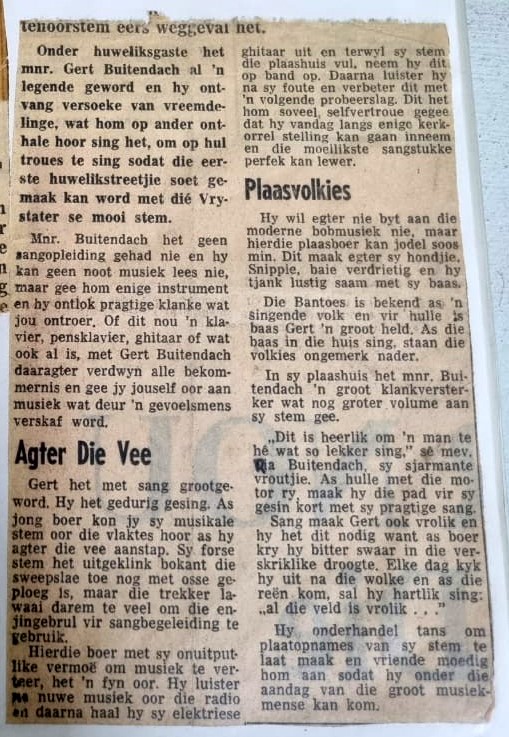 tenoorstem eers weggeval het.
Onder huweliksgaste het
mnr. Gert Buitendach al 'n
legende geword en hy ont-
vang versoeke van vreemde-
linge, wat hom op ander ont-
hale hoor sing het, om op hul
troues te sing sodat die eer-
ste huwelikstreetjie soet ge-
maak kan word met dié Vry-
stater se mooi stem.
Mnr. Buitendach het geen
sangopleiding gehad nie en hy
kan geen noot musiek lees nie,
maar gee hom enige instrument
en hy ontlok pragtige klanke wat
jou ontroer. Of dit nou 'n kla-
vier, pensklavier, ghitaar of wat
ook al is, met Gert Buitendach
daaragter verdwyn alle bekom-
mernis en gee jy jouself oor aan
musiek wat deur 'n gevoelsmens
verskaf word.
Agter Die Vee
Gert het met sang grootge-
word. Hy het gedurig gesing. As
jong boer kon jy sy musikale
stem oor die vlaktes hoor as hy
agter die vee aanstap. Sy forse
stem het uitgeklink bokant die
sweepslae toe nog met osse ge-
ploeg is, maar die trekker la-
waai darem te veel om die en-
jingebrul vir sangbegeleiding te
gebruik.
Hierdie boer met sy onuitput-
like vermoë om musiek te ver-
teer, het 'n fyn oor. Hy luister
na nuwe musiek oor die radio
en daarna haal hy sy elektriese
ghitaar uit en terwyl sy stem
die plaashuis vul, neem hy dit
op band op. Daarna luister hy
na sy foute en verbeter dit met
'n volgende probeerslag. Dit het
hom soveel, selfvertroue gegee
dat hy vandag langs enige kerk-
orrel stelling kan gaan inneem
en die moeilikste sangstukke
perfek kan lewer.
Plaasvolkies
Hy wil egter nie byt aan die
moderne bobmusiek nie, maar
hierdie plaasboer kan jodel soos
min. Dit maak egter sy hondjie,
Snippie, baie verdrietig en hy
tjank lustig saam met sy baas.
Die Bantoes is bekend as 'n
singende volk en vir hulle is
baas Gert 'n groot held. As die
baas in die huis sing, staan die
volkies ongemerk nader.
In sy plaashuis het mnr. Bui-
tendach 'n groot klankverster-
ker wat nog groter volume aan
sy stem gee.
„Dit is heerlik om 'n man te
hê wat so lekker sing,” sê mev.
Buitendach, sy sjarmante
vroutjie. As hulle met die mo-
tor ry, maak hy die pad vir sy
gesin kort met sy pragtige sang.
Sang maak Gert ook vrolik en
hy het dit nodig want as boer
kry hy bitter swaar in die ver-
skriklike droogte. Elke dag kyk
hy uit na die wolke en as die
reën kom, sal hy hartlik sing:
„al die veld is vrolik . . .”
Hy onderhandel tans om
plaatopnames van sy stem te
laat maak en vriende moedig
hom aan sodat hy onder die
aandag van die groot musiek-
mense kan kom.